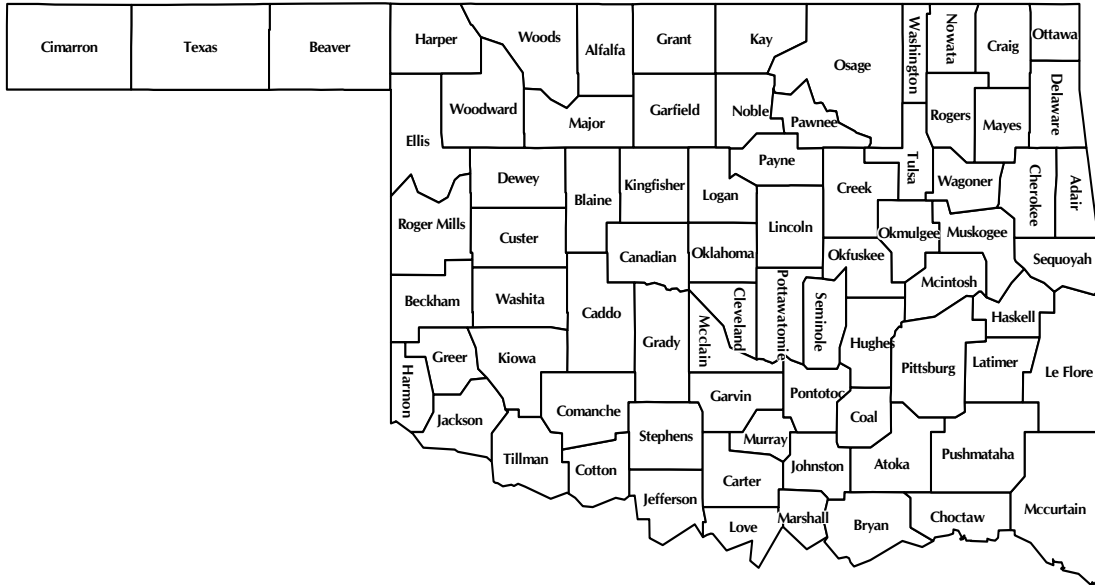 Cimarron
Texas
Beaver
Harper
Woods
Alfalfa
Grant
Kay
Osage
Washington
Nowata
Craig
Ottawa
Delaware
Woodward
Ellis
Major
Garfield
Noble
Pawnee
Rogers
Mayes
Dewey
Blaine
Kingfisher
Logan
Payne
Creek
Tulsa
Wagoner
Cherokee
Adair
Roger Mills
Custer
Canadian
Oklahoma
Lincoln
Okfuskee
Okmulgee
Muskogee
Sequoyah
Mcintosh
Haskell
Beckham
Washita
Caddo
Grady
Mcclain
Cleveland
Pottawatomie
Seminole
Hughes
Pittsburg
Latimer
Le Flore
Harmon
Greer
Kiowa
Jackson
Comanche
Garvin
Pontotoc
Coal
Stephens
Murray
Tillman
Cotton
Carter
Johnston
Atoka
Pushmataha
Jefferson
Love
Marshall
Bryan
Choctaw
Mccurtain